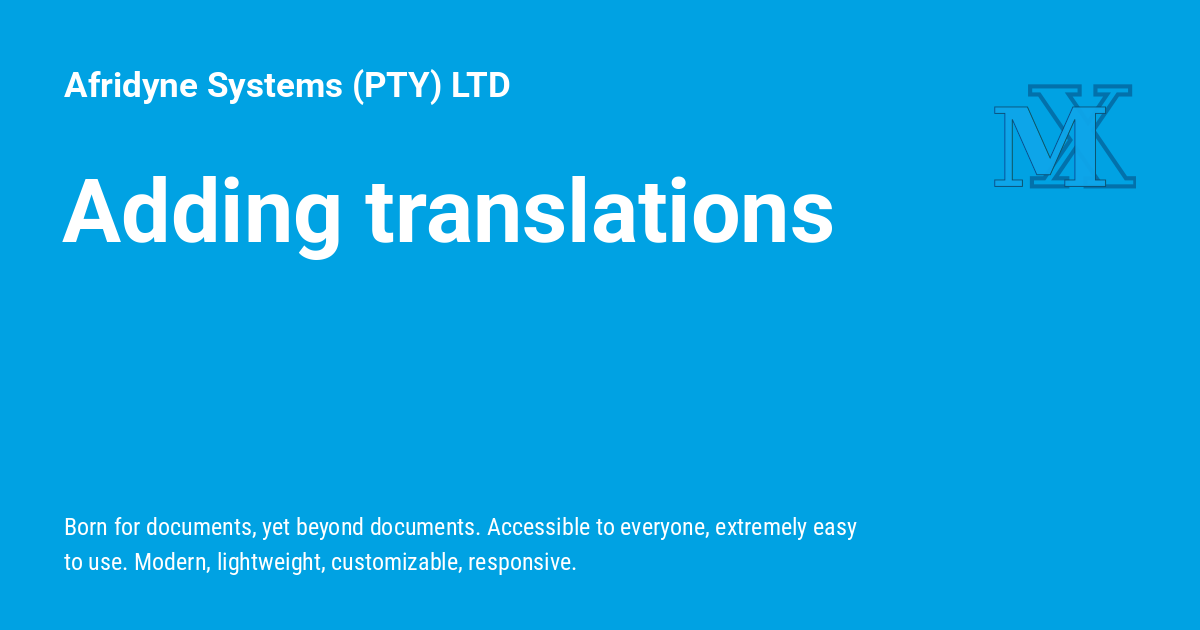 Afridyne Systems (PTY) LTD
MX
Adding translations
Born for documents, yet beyond documents. Accessible to everyone, extremely easy
to use. Modern, lightweight, customizable, responsive.